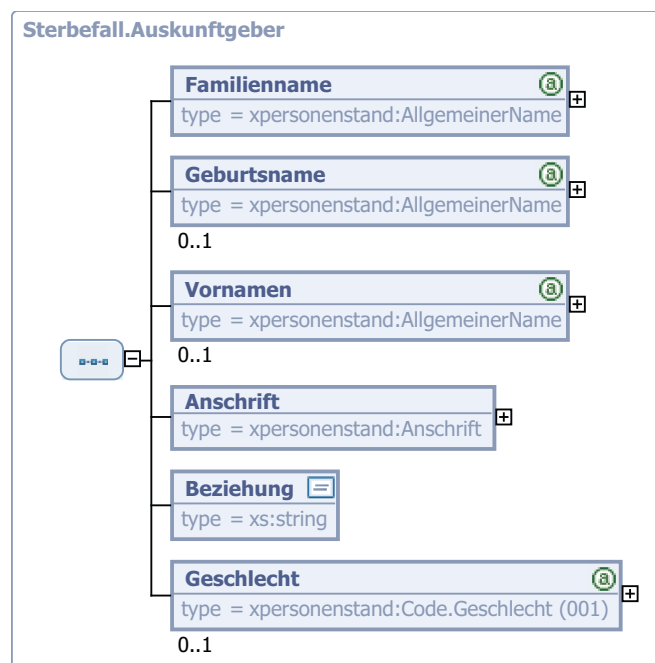 Sterbefall.Auskunftgeber
Familienname
type = xpersonenstand:AllgemeinerName
Geburtsname
type = xpersonenstand:AllgemeinerName
0..1
Vornamen
type = xpersonenstand:AllgemeinerName
0..1
Anschrift
type = xpersonenstand:Anschrift
Beziehung
type = xs:string
Geschlecht
type = xpersonenstand:Code.Geschlecht (001)
0..1